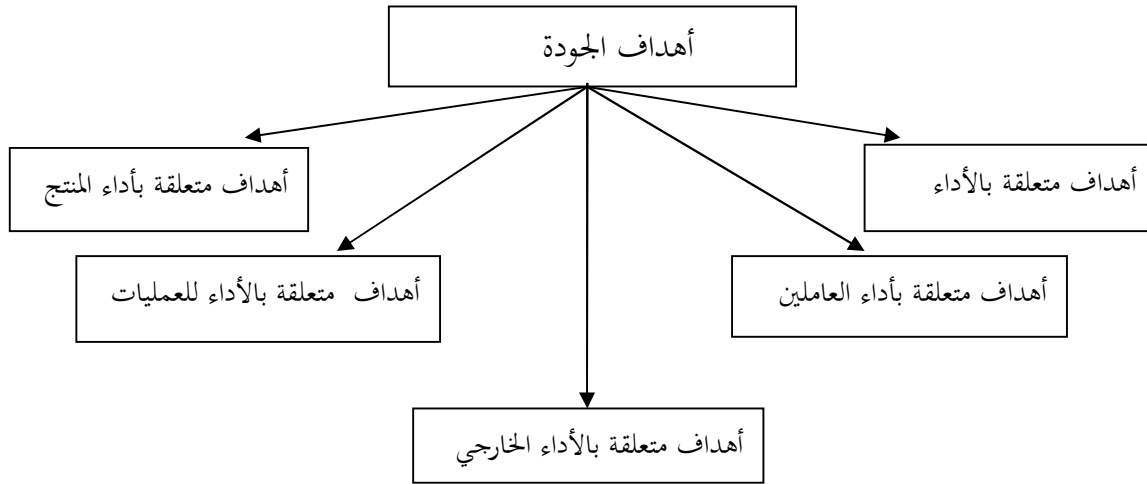 أهداف الجودة
أهداف متعلقة بالأداء
أهداف متعلقة بأداء المنتج
أهداف متعلقة بأداء العاملين
أهداف متعلقة بالأداء للعمليات
أهداف متعلقة بالأداء الخارجي